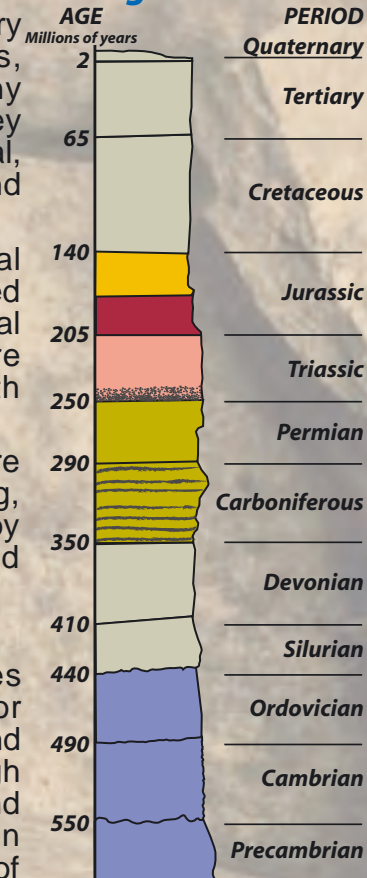 AGE
Millions of years
PERIOD
Quaternary
2
Tertiary
65
Cretaceous
140
Jurassic
205
Triassic
250
Permian
290
Carboniferous
350
Devonian
410
Silurian
440
Ordovician
490
Cambrian
550
Precambrian